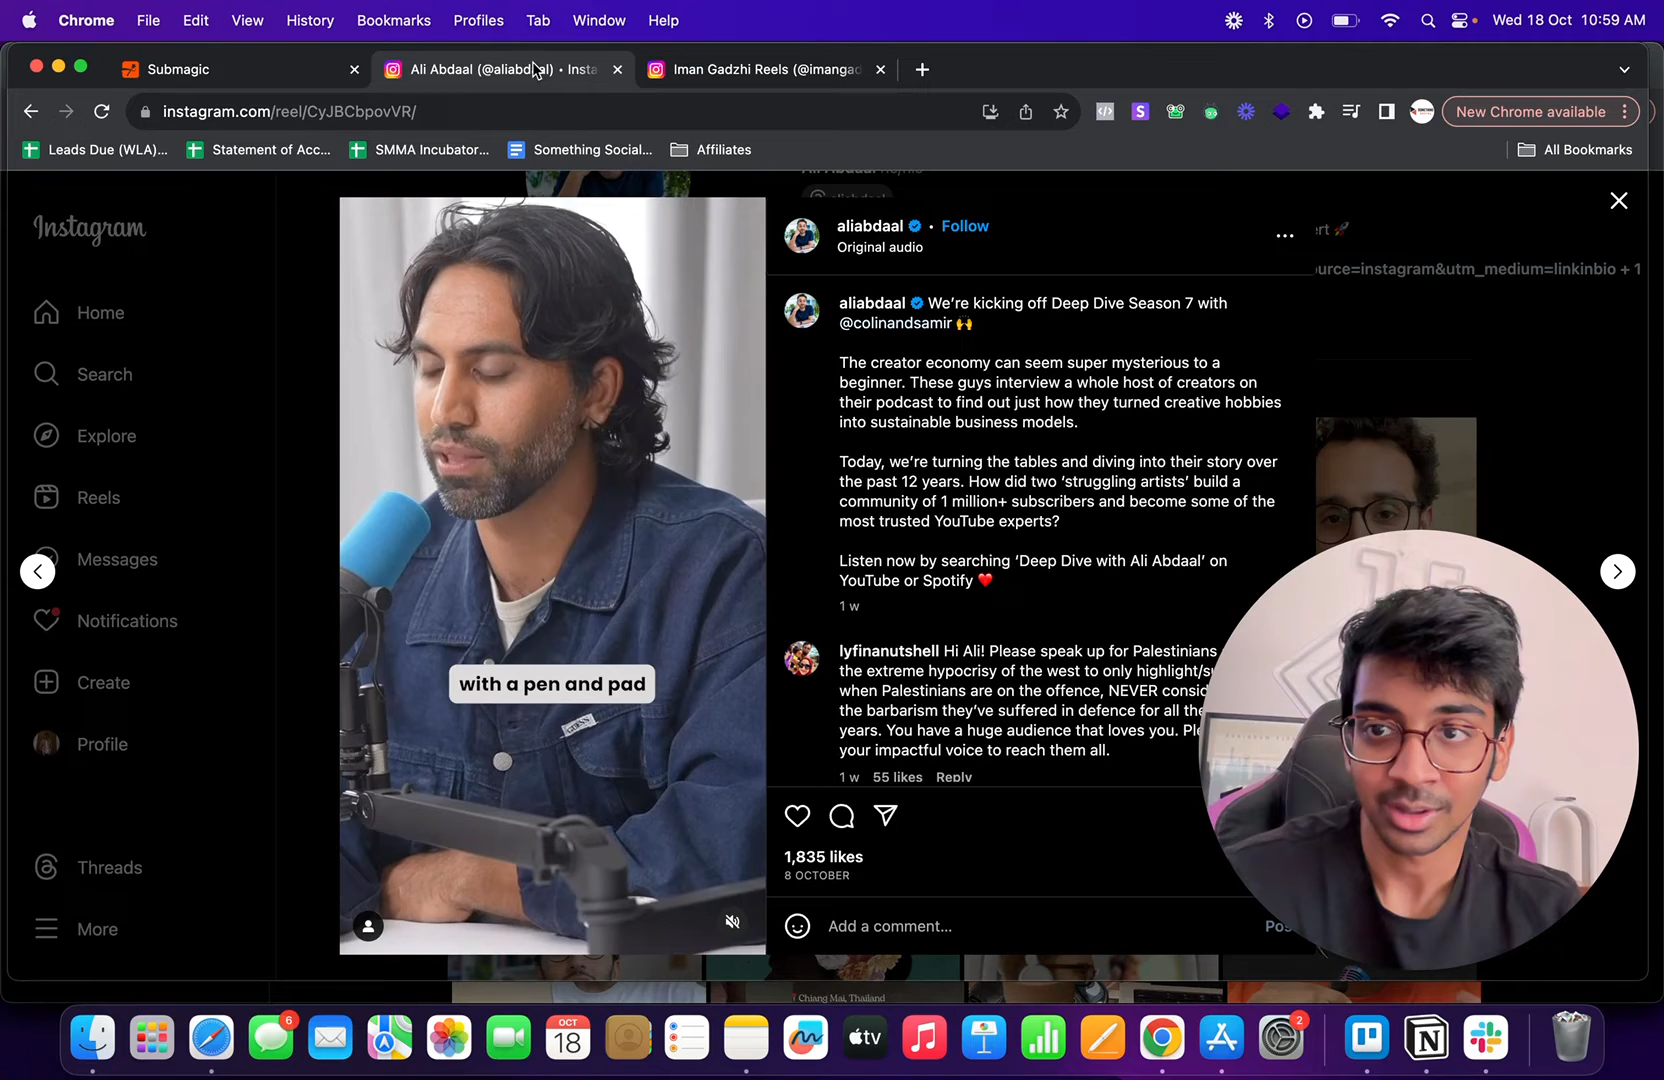 Chrome File Edit View History Bookmarks Profiles Tab Window Help Wed 18 Oct 10:59 AM
Submagic Ali Abdaal (@aliabdaal) • Insta Iman Gadzhi Reels (@imangad
instagram.com/reel/CyJBCbpovVR/ New Chrome available
Leads Due (WLA)... Statement of Acc... SMMA Incubator... Something Social... Affiliates All Bookmarks
Instagram
Home
Search
Explore
Reels
Messages
Notifications
Create
Profile
Threads
More
with a pen and pad
aliabdaal • Follow
Original audio
ert 🚀
ource=instagram&utm_medium=linkinbio + 1
aliabdaal We’re kicking off Deep Dive Season 7 with
@colinandsamir 🙌
The creator economy can seem super mysterious to a
beginner. These guys interview a whole host of creators on
their podcast to find out just how they turned creative hobbies
into sustainable business models.
Today, we’re turning the tables and diving into their story over
the past 12 years. How did two ‘struggling artists’ build a
community of 1 million+ subscribers and become some of the
most trusted YouTube experts?
Listen now by searching ‘Deep Dive with Ali Abdaal’ on
YouTube or Spotify ❤️
1 w
lyfinanutshell Hi Ali! Please speak up for Palestinians
the extreme hypocrisy of the west to only highlight/su
when Palestinians are on the offence, NEVER consid
the barbarism they’ve suffered in defence for all the
years. You have a huge audience that loves you. Ple
your impactful voice to reach them all.
1 w 55 likes Reply
1,835 likes
8 OCTOBER
Add a comment... Pos
Chiang Mai, Thailand
6
OCT
18
tv
2